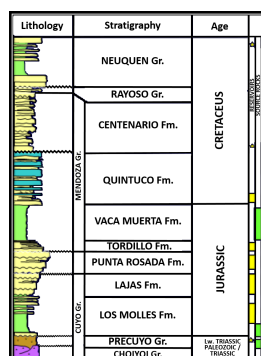 Lithology Stratigraphy Age
RESERVOIRS
SOURCE ROCKS
NEUQUEN Gr.
RAYOSO Gr.
CENTENARIO Fm.
CRETACEUS
MENDOZA Gr.
QUINTUCO Fm.
VACA MUERTA Fm.
TORDILLO Fm.
PUNTA ROSADA Fm.
JURASSIC
LAJAS Fm.
CUYO Gr.
LOS MOLLES Fm.
PRECUYO Gr.
Lw. TRIASSIC
PALEOZOIC /
CHOIYOI Gr.
TRIASSIC